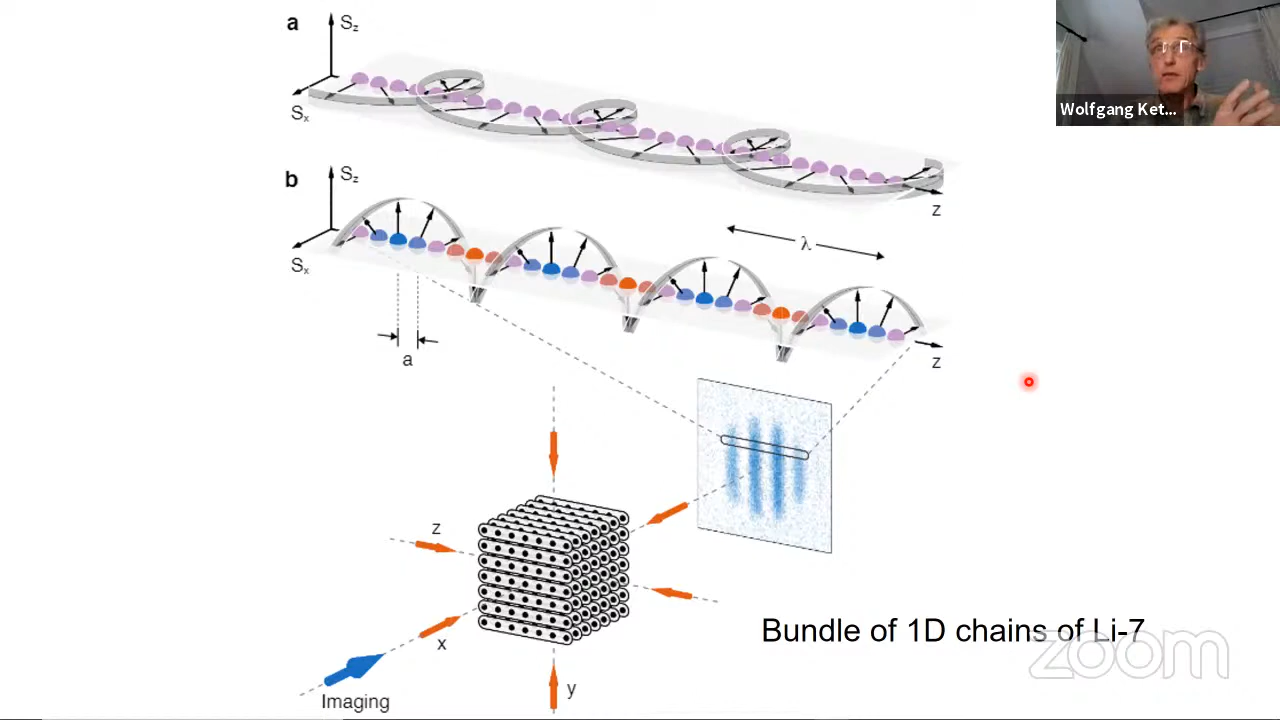 a
S_z
S_x
z
b
S_z
S_x
λ
z
a
z
x
Imaging
y
Bundle of 1D chains of Li-7
Wolfgang Ket...
zoom